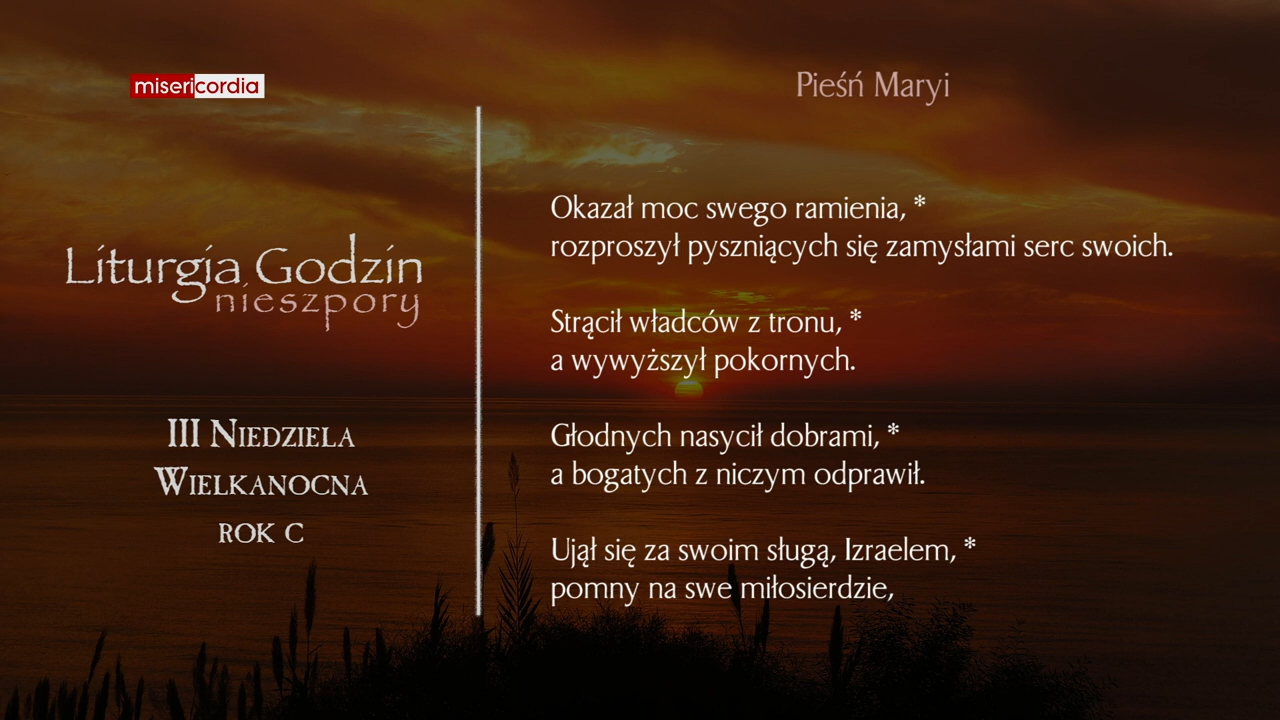 misericordia
Liturgia Godzin
nieszpory
III Niedziela
Wielkanocna
rok C
Pieśń Maryi
Okazał moc swego ramienia, *
rozproszył pyszniących się zamysłami serc swoich.
Strącił władców z tronu, *
a wywyższył pokornych.
Głodnych nasycił dobrami, *
a bogatych z niczym odprawił.
Ujął się za swoim sługą, Izraelem, *
pomny na swe miłosierdzie,